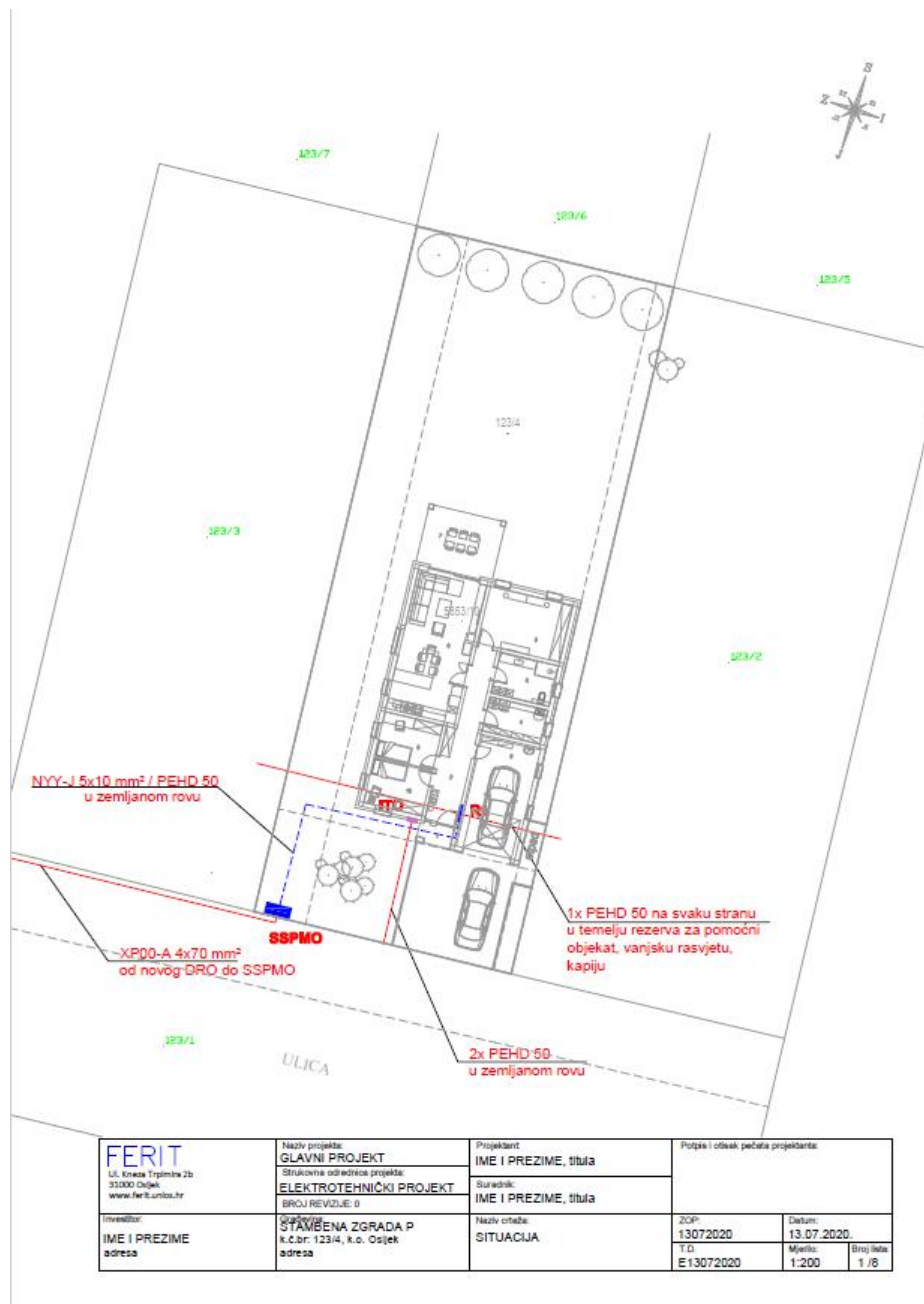 S
Z
I
123/7
123/6
123/5
123/4
123/3
5853/10
123/2
NYY-J 5x10 mm² / PEHD 50
u zemljanom rovu
R
SSPMO
1x PEHD 50 na svaku stranu
u temelju rezerva za pomoćni
objekat, vanjsku rasvjetu,
kapiju
XP00-A 4x70 mm²
od novog DRO do SSPMO
123/1
ULICA
2x PEHD 50
u zemljanom rovu
FERIT
Ul. Kneza Trpimira 2b
31000 Osijek
www.ferit.unios.hr
Naziv projekta:
GLAVNI PROJEKT
Strukovna odrednica projekta:
ELEKTROTEHNIČKI PROJEKT
BROJ REVIZIJE: 0
Projektant:
IME I PREZIME, titula
Suradnik:
IME I PREZIME, titula
Potpis i otisak pečata projektanta:
Investitor:
IME I PREZIME
adresa
Građevina:
STAMBENA ZGRADA P
k.č.br: 123/4, k.o. Osijek
adresa
Naziv crteža:
SITUACIJA
ZOP:
13072020
Datum:
13.07.2020.
T.D.
E13072020
Mjerilo:
1:200
Broj lista:
1 /8